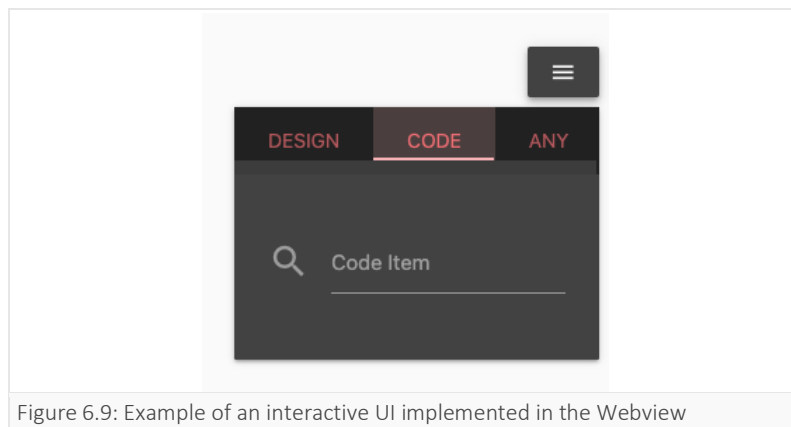 DESIGN CODE ANY
Code Item
Figure 6.9: Example of an interactive UI implemented in the Webview